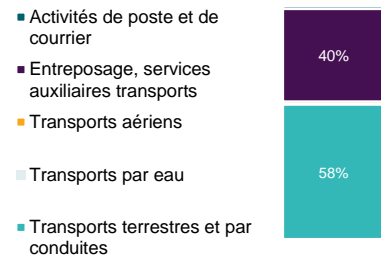 Activités de poste et de
courrier
Entreposage, services
auxiliaires transports
Transports aériens
Transports par eau
Transports terrestres et par
conduites
40%
58%